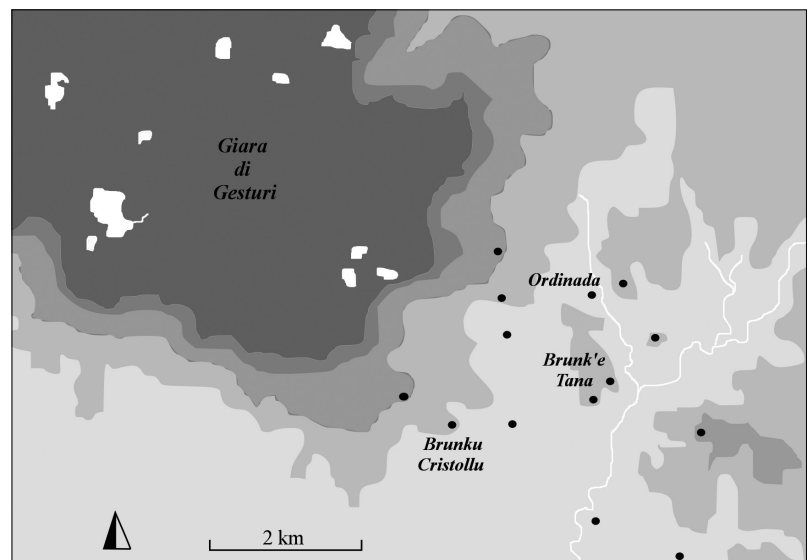 Giara
di
Gesturi
Ordinada
Brunk'e
Tana
Brunku
Cristollu
2 km